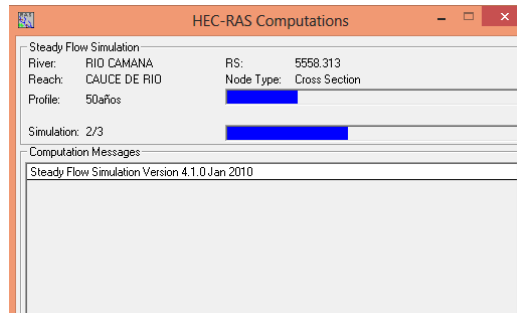 RAS
HEC-RAS Computations
Steady Flow Simulation
River: RIO CAMANA RS: 5558.313
Reach: CAUCE DE RIO Node Type: Cross Section
Profile: 50años
Simulation: 2/3
Computation Messages
Steady Flow Simulation Version 4.1.0 Jan 2010